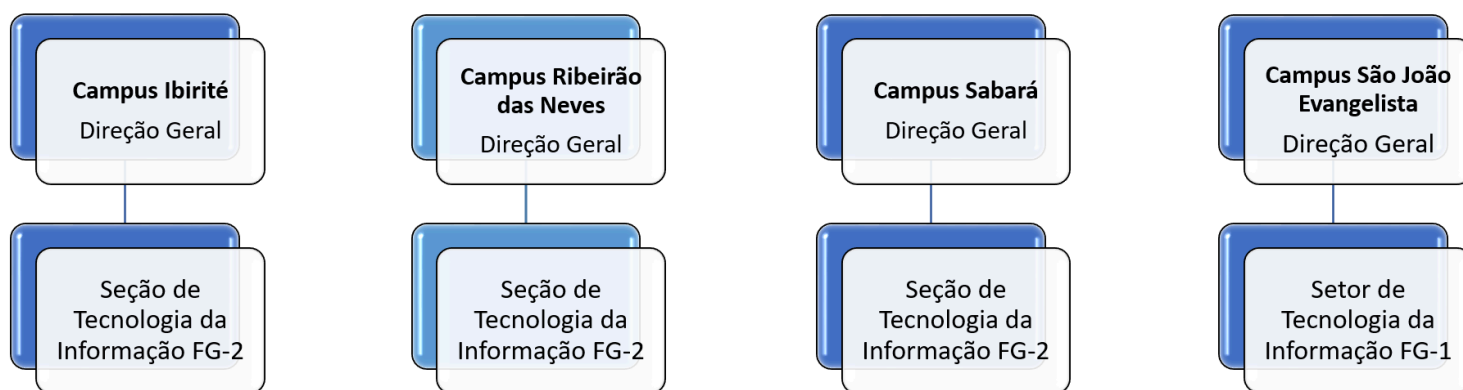 Campus Ibirité
Direção Geral
Campus Ribeirão
das Neves
Direção Geral
Campus Sabará
Direção Geral
Campus São João
Evangelista
Direção Geral
Seção de
Tecnologia da
Informação FG-2
Seção de
Tecnologia da
Informação FG-2
Seção de
Tecnologia da
Informação FG-2
Setor de
Tecnologia da
Informação FG-1